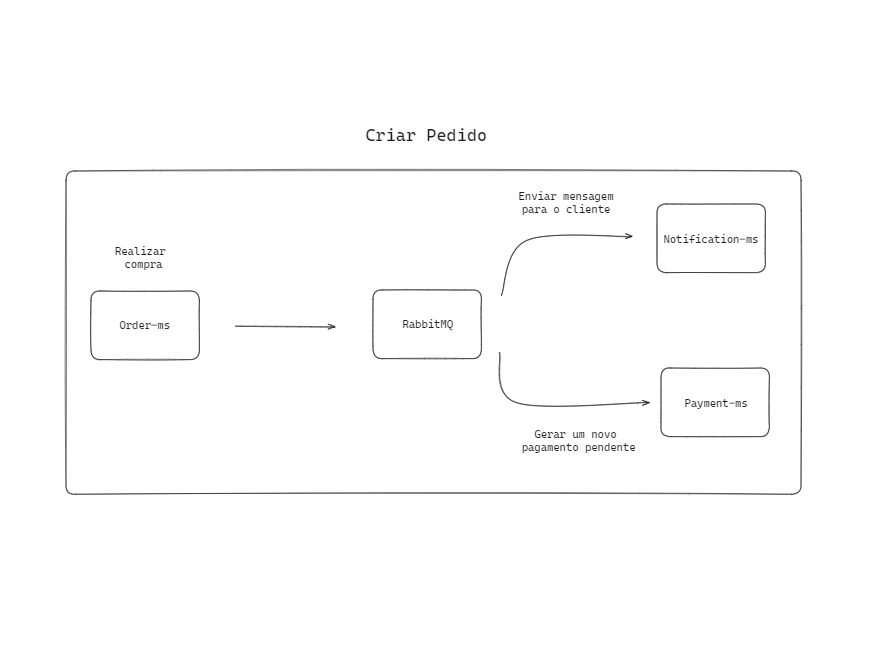 Criar Pedido
Enviar mensagem
para o cliente
Notification-ms
Realizar
compra
Order-ms
RabbitMQ
Payment-ms
Gerar um novo
pagamento pendente